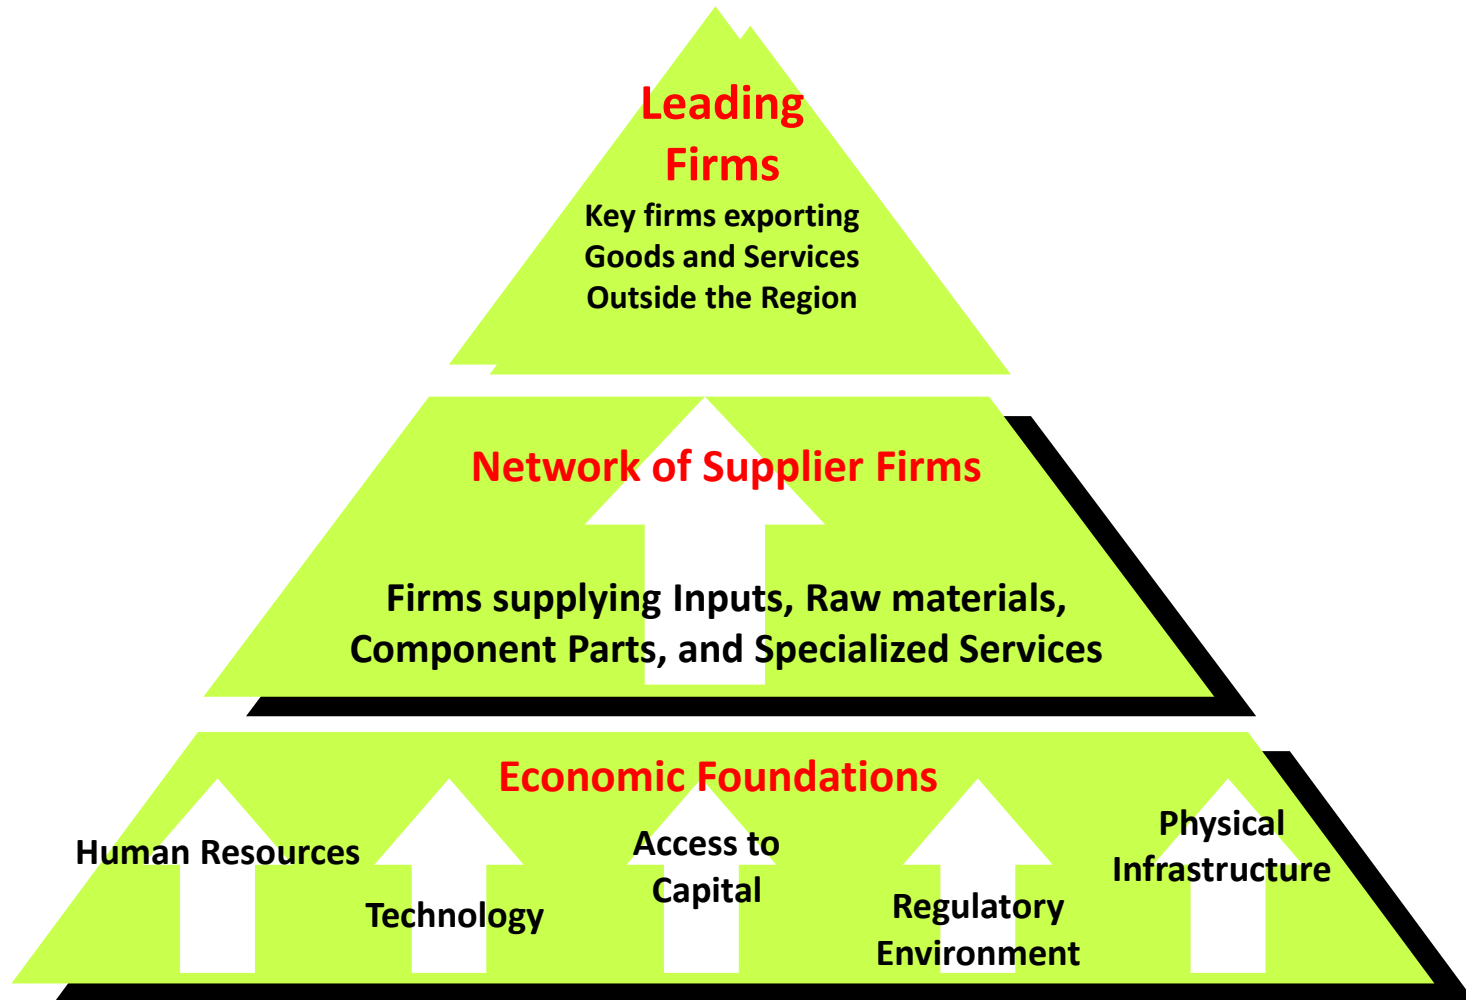 Leading
Firms
Key firms exporting
Goods and Services
Outside the Region
Network of Supplier Firms
Firms supplying Inputs, Raw materials,
Component Parts, and Specialized Services
Economic Foundations
Human Resources
Technology
Access to
Capital
Regulatory
Environment
Physical
Infrastructure